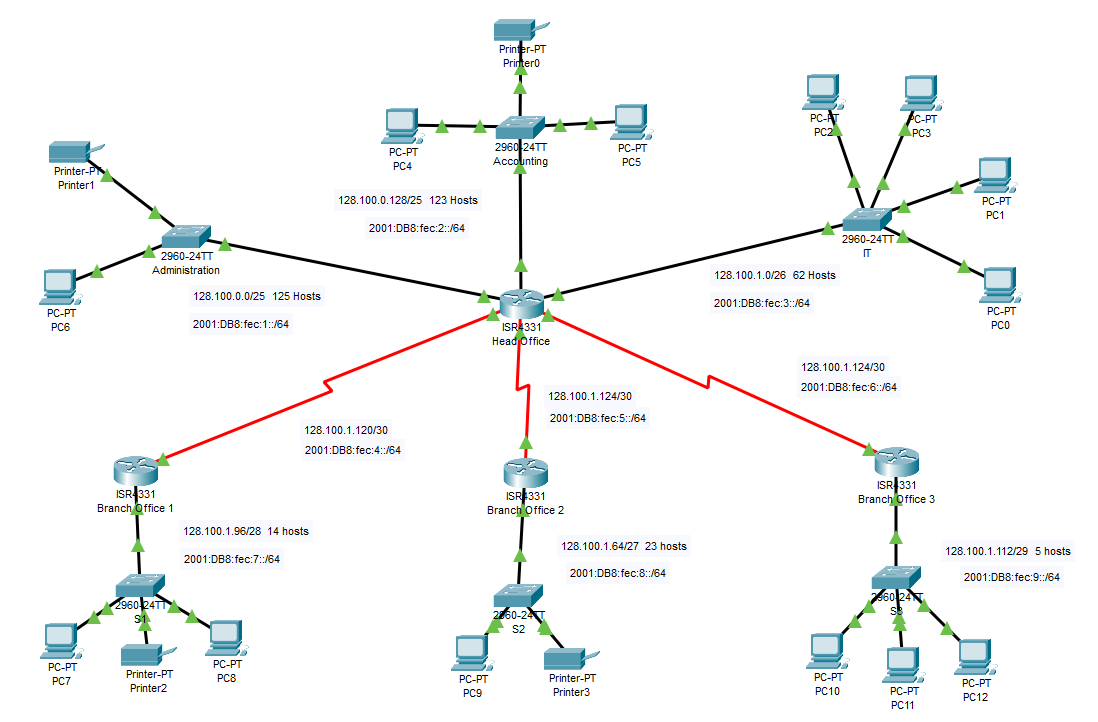 Printer-PT
Printer0
PC-PT
PC4
2960-24TT
Accounting
PC-PT
PC5
PC-PT
PC2
PC-PT
PC3
Printer-PT
Printer1
PC-PT
PC1
128.100.0.128/25 123 Hosts
2001:DB8:fec:2::/64
2960-24TT
Administration
2960-24TT
IT
PC-PT
PC6
128.100.0.0/25 125 Hosts
2001:DB8:fec:1::/64
128.100.1.0/26 62 Hosts
2001:DB8:fec:3::/64
PC-PT
PC0
ISR4331
Head Office
128.100.1.124/30
2001:DB8:fec:6::/64
128.100.1.124/30
2001:DB8:fec:5::/64
128.100.1.120/30
2001:DB8:fec:4::/64
ISR4331
Branch Office 1
ISR4331
Branch Office 2
ISR4331
Branch Office 3
128.100.1.96/28 14 hosts
2001:DB8:fec:7::/64
128.100.1.64/27 23 hosts
2001:DB8:fec:8::/64
128.100.1.112/29 5 hosts
2001:DB8:fec:9::/64
2960-24TT
S1
2960-24TT
S2
2960-24TT
S3
PC-PT
PC7
Printer-PT
Printer2
PC-PT
PC8
PC-PT
PC9
Printer-PT
Printer3
PC-PT
PC10
PC-PT
PC11
PC-PT
PC12